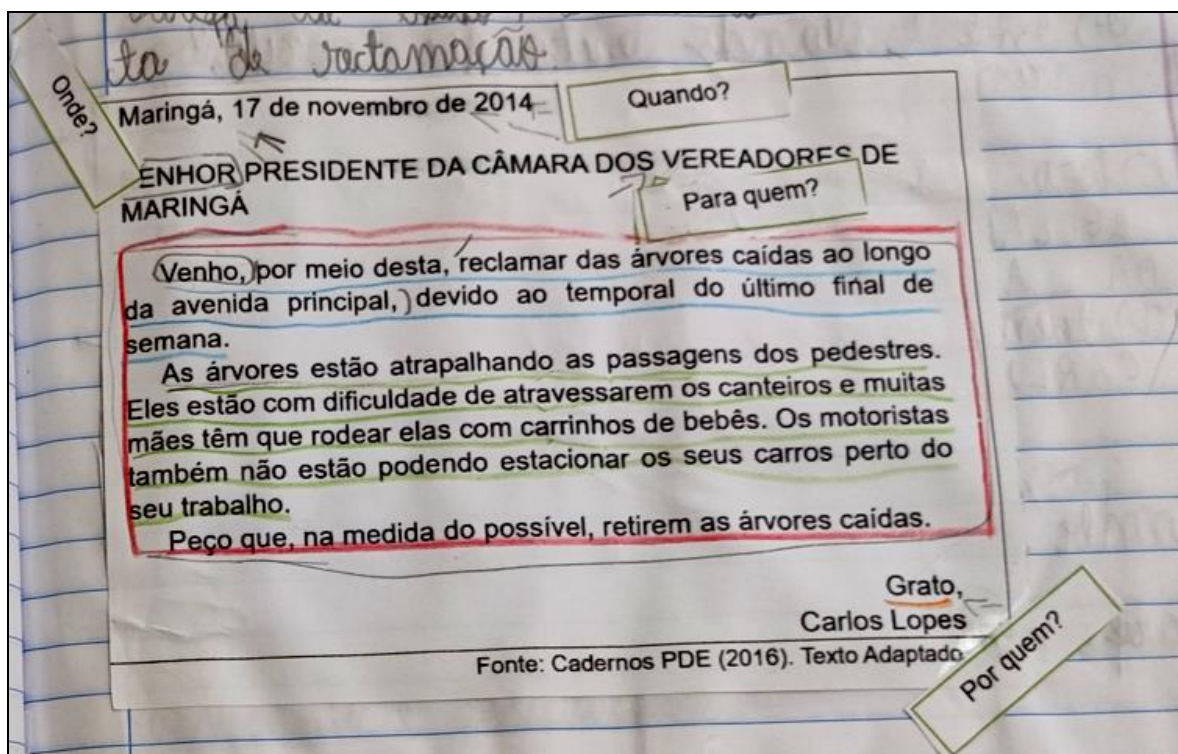 ta de reclamação.
Onde?
Maringá, 17 de novembro de 2014
Quando?
ENHOR PRESIDENTE DA CÂMARA DOS VEREADORES DE
MARINGÁ
Para quem?
Venho, por meio desta, reclamar das árvores caídas ao longo
da avenida principal, devido ao temporal do último final de
semana.
As árvores estão atrapalhando as passagens dos pedestres.
Eles estão com dificuldade de atravessarem os canteiros e muitas
mães têm que rodear elas com carrinhos de bebês. Os motoristas
também não estão podendo estacionar os seus carros perto do
seu trabalho.
Peço que, na medida do possível, retirem as árvores caídas.
Grato,
Carlos Lopes
Por quem?
Fonte: Cadernos PDE (2016). Texto Adaptado